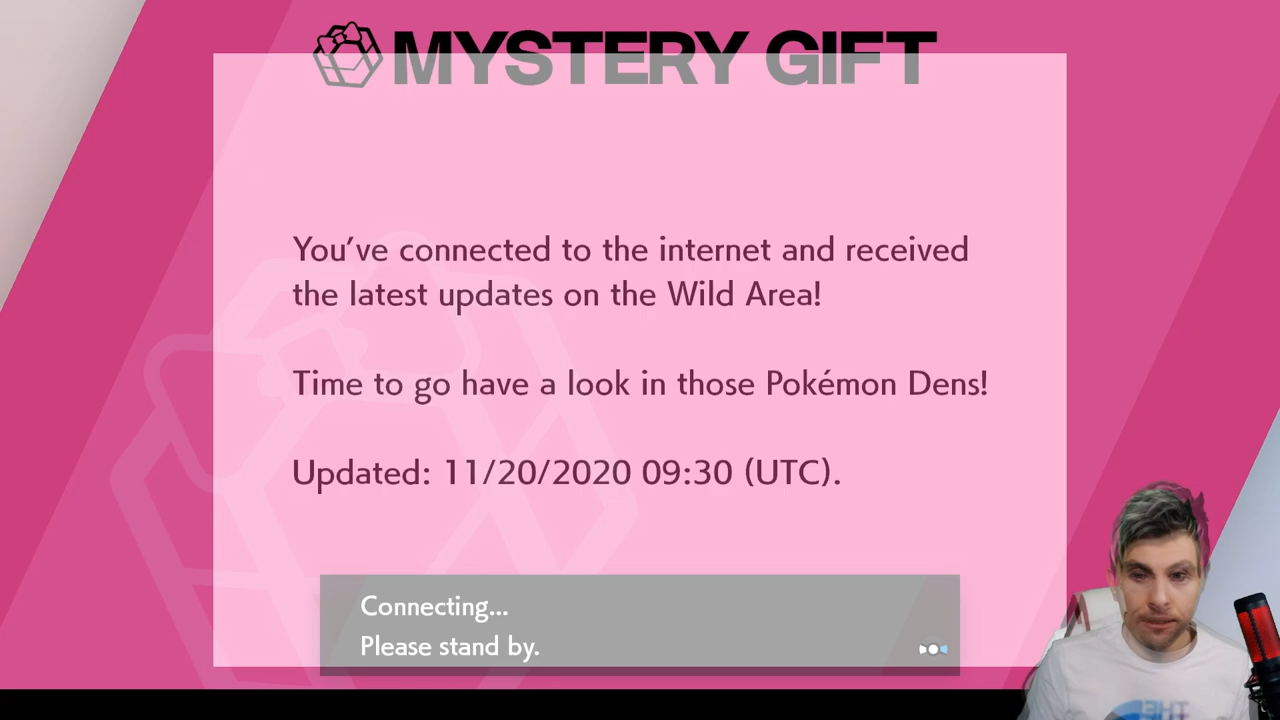 MYSTERY GIFT
You've connected to the internet and received
the latest updates on the Wild Area!
Time to go have a look in those Pokémon Dens!
Updated: 11/20/2020 09:30 (UTC).
Connecting...
Please stand by.
THE